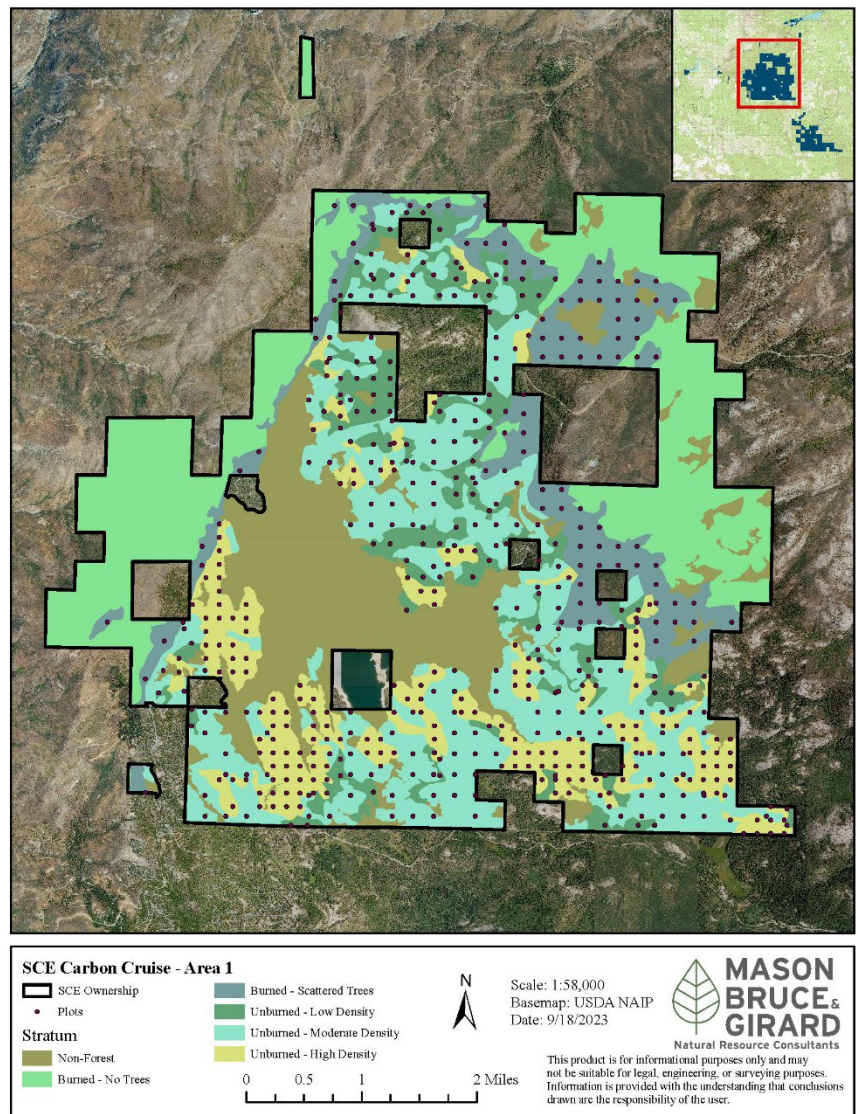 SCE Carbon Cruise - Area 1
SCE Ownership
Plots
Stratum
Non-Forest
Burned - No Trees
Burned - Scattered Trees
Unburned - Low Density
Unburned - Moderate Density
Unburned - High Density
0 0.5 1 2 Miles
N
Scale: 1:58,000
Basemap: USDA NAIP
Date: 9/18/2023
MASON
BRUCE &
GIRARD
Natural Resource Consultants
This product is for informational purposes only and may
not be suitable for legal, engineering, or surveying purposes.
Information is provided with the understanding that conclusions
drawn are the responsibility of the user.